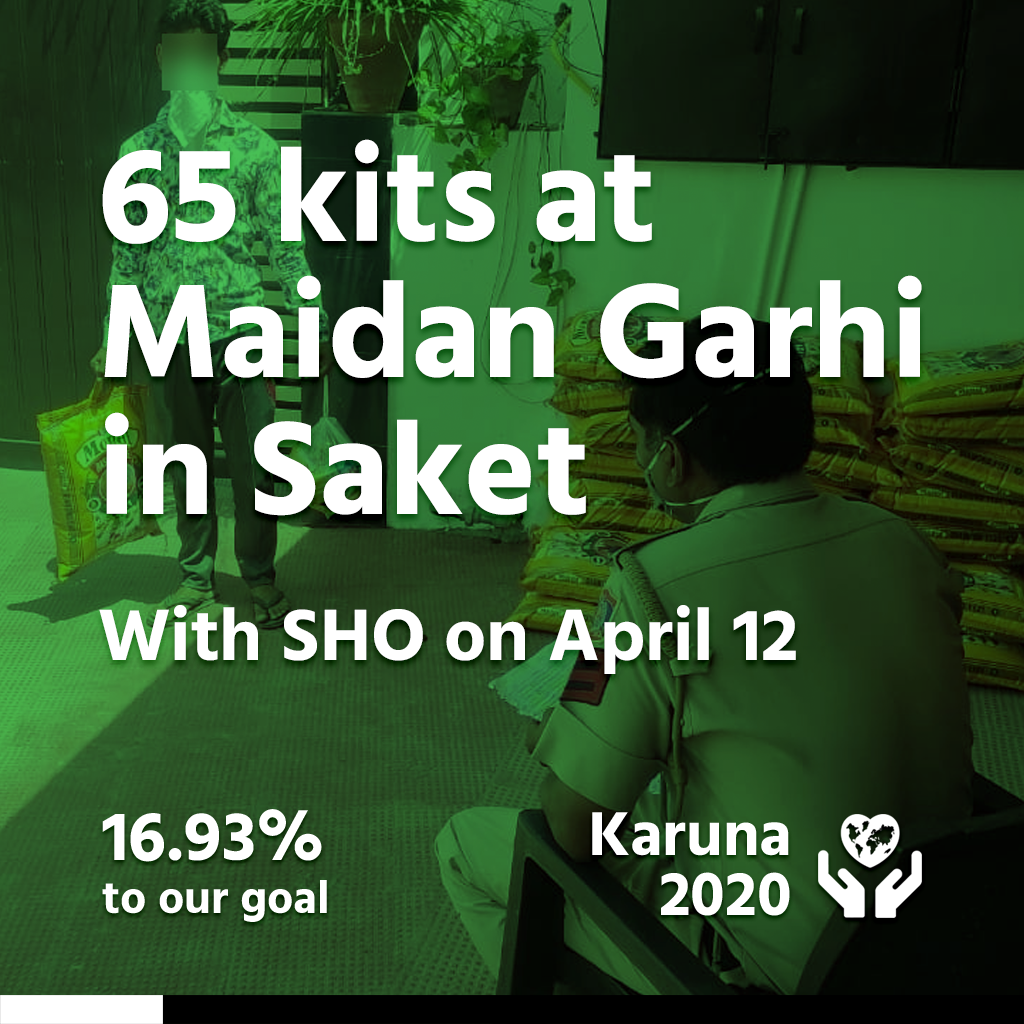 65 kits at
Maidan Garhi
in Saket
With SHO on April 12
16.93%
to our goal
Karuna
2020